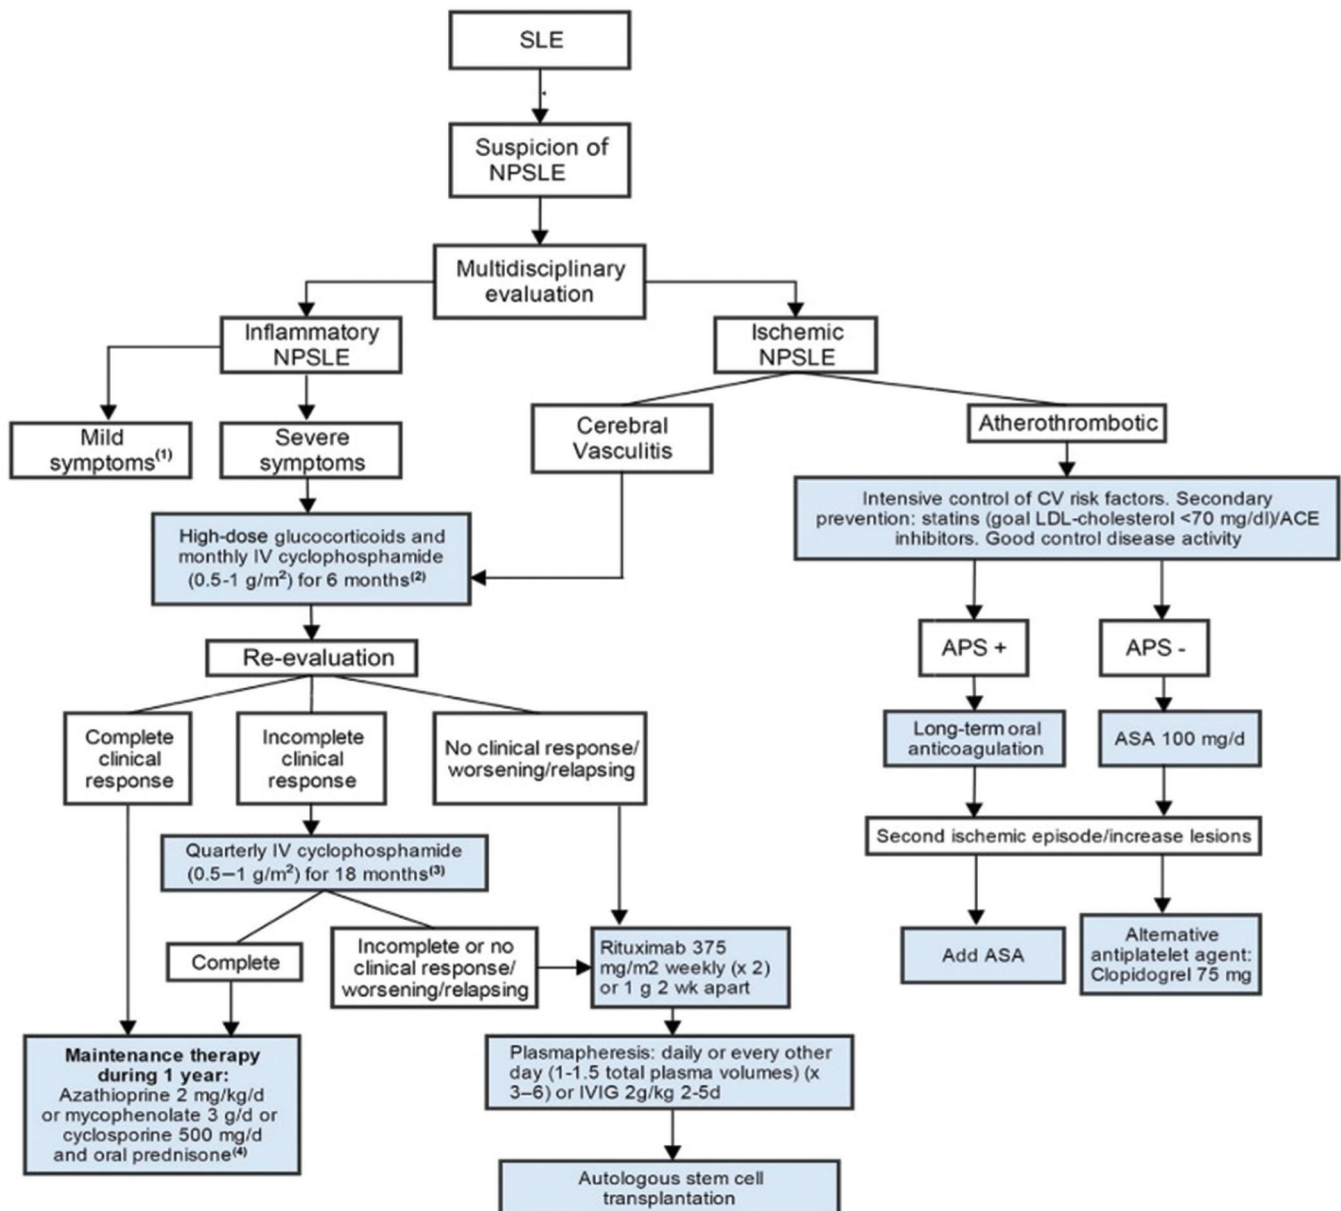 SLE
Suspicion of
NPSLE
Multidisciplinary
evaluation
Inflammatory
NPSLE
Ischemic
NPSLE
Mild
symptoms(1)
Severe
symptoms
Cerebral
Vasculitis
Atherothrombotic
High-dose glucocorticoids and
monthly IV cyclophosphamide
(0.5-1 g/m²) for 6 months(2)
Intensive control of CV risk factors. Secondary
prevention: statins (goal LDL-cholesterol <70 mg/dl)/ACE
inhibitors. Good control disease activity
Re-evaluation
APS +
APS -
Complete
clinical
response
Incomplete
clinical
response
No clinical response/
worsening/relapsing
Long-term oral
anticoagulation
ASA 100 mg/d
Quarterly IV cyclophosphamide
(0.5–1 g/m²) for 18 months(3)
Second ischemic episode/increase lesions
Complete
Incomplete or no
clinical response/
worsening/relapsing
Rituximab 375
mg/m2 weekly (x 2)
or 1 g 2 wk apart
Add ASA
Alternative
antiplatelet agent:
Clopidogrel 75 mg
Maintenance therapy
during 1 year:
Azathioprine 2 mg/kg/d
or mycophenolate 3 g/d or
cyclosporine 500 mg/d
and oral prednisone(4)
Plasmapheresis: daily or every other
day (1-1.5 total plasma volumes) (x
3–6) or IVIG 2g/kg 2-5d
Autologous stem cell
transplantation